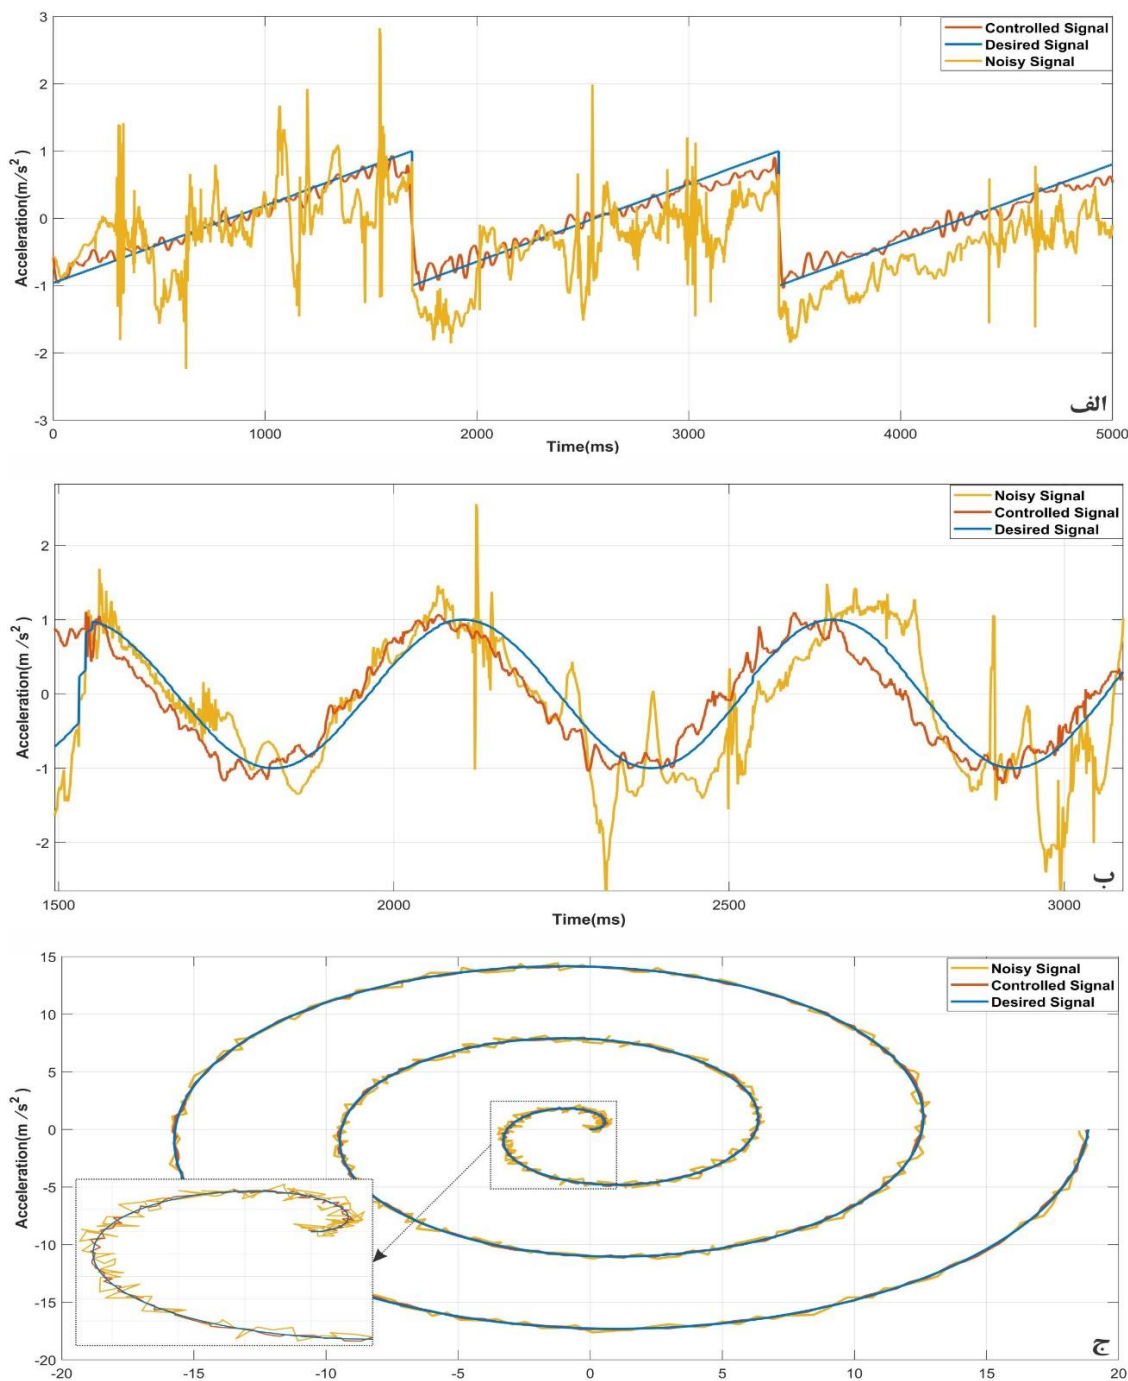 3
2
1
0
-1
-2
-3
Acceleration(m/s²)
Controlled Signal
Desired Signal
Noisy Signal
الف
0 1000 2000 3000 4000 5000
Time(ms)
2
1
0
-1
-2
Acceleration(m /s²)
Noisy Signal
Controlled Signal
Desired Signal
ب
1500 2000 2500 3000
Time(ms)
15
10
5
0
-5
-10
-15
-20
Acceleration(m /s²)
Noisy Signal
Controlled Signal
Desired Signal
ج
-20 -15 -10 -5 0 5 10 15 20